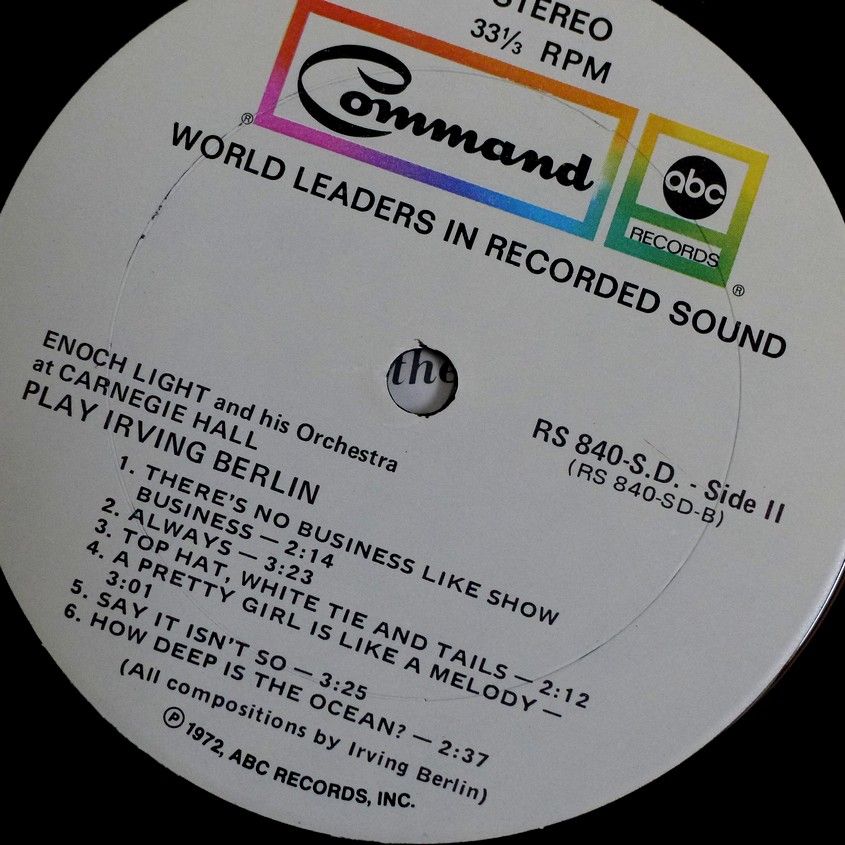 STEREO
33⅓ RPM
Command
abc
RECORDS
®
®
WORLD LEADERS IN RECORDED SOUND
the
ENOCH LIGHT and his Orchestra
at CARNEGIE HALL
PLAY IRVING BERLIN
RS 840-S.D. - Side II
(RS 840-SD-B)
1. THERE'S NO BUSINESS LIKE SHOW
BUSINESS — 2:14
2. ALWAYS — 3:23
3. TOP HAT, WHITE TIE AND TAILS — 2:12
4. A PRETTY GIRL IS LIKE A MELODY —
3:01
5. SAY IT ISN'T SO — 3:25
6. HOW DEEP IS THE OCEAN? — 2:37
(All compositions by Irving Berlin)
℗ 1972, ABC RECORDS, INC.